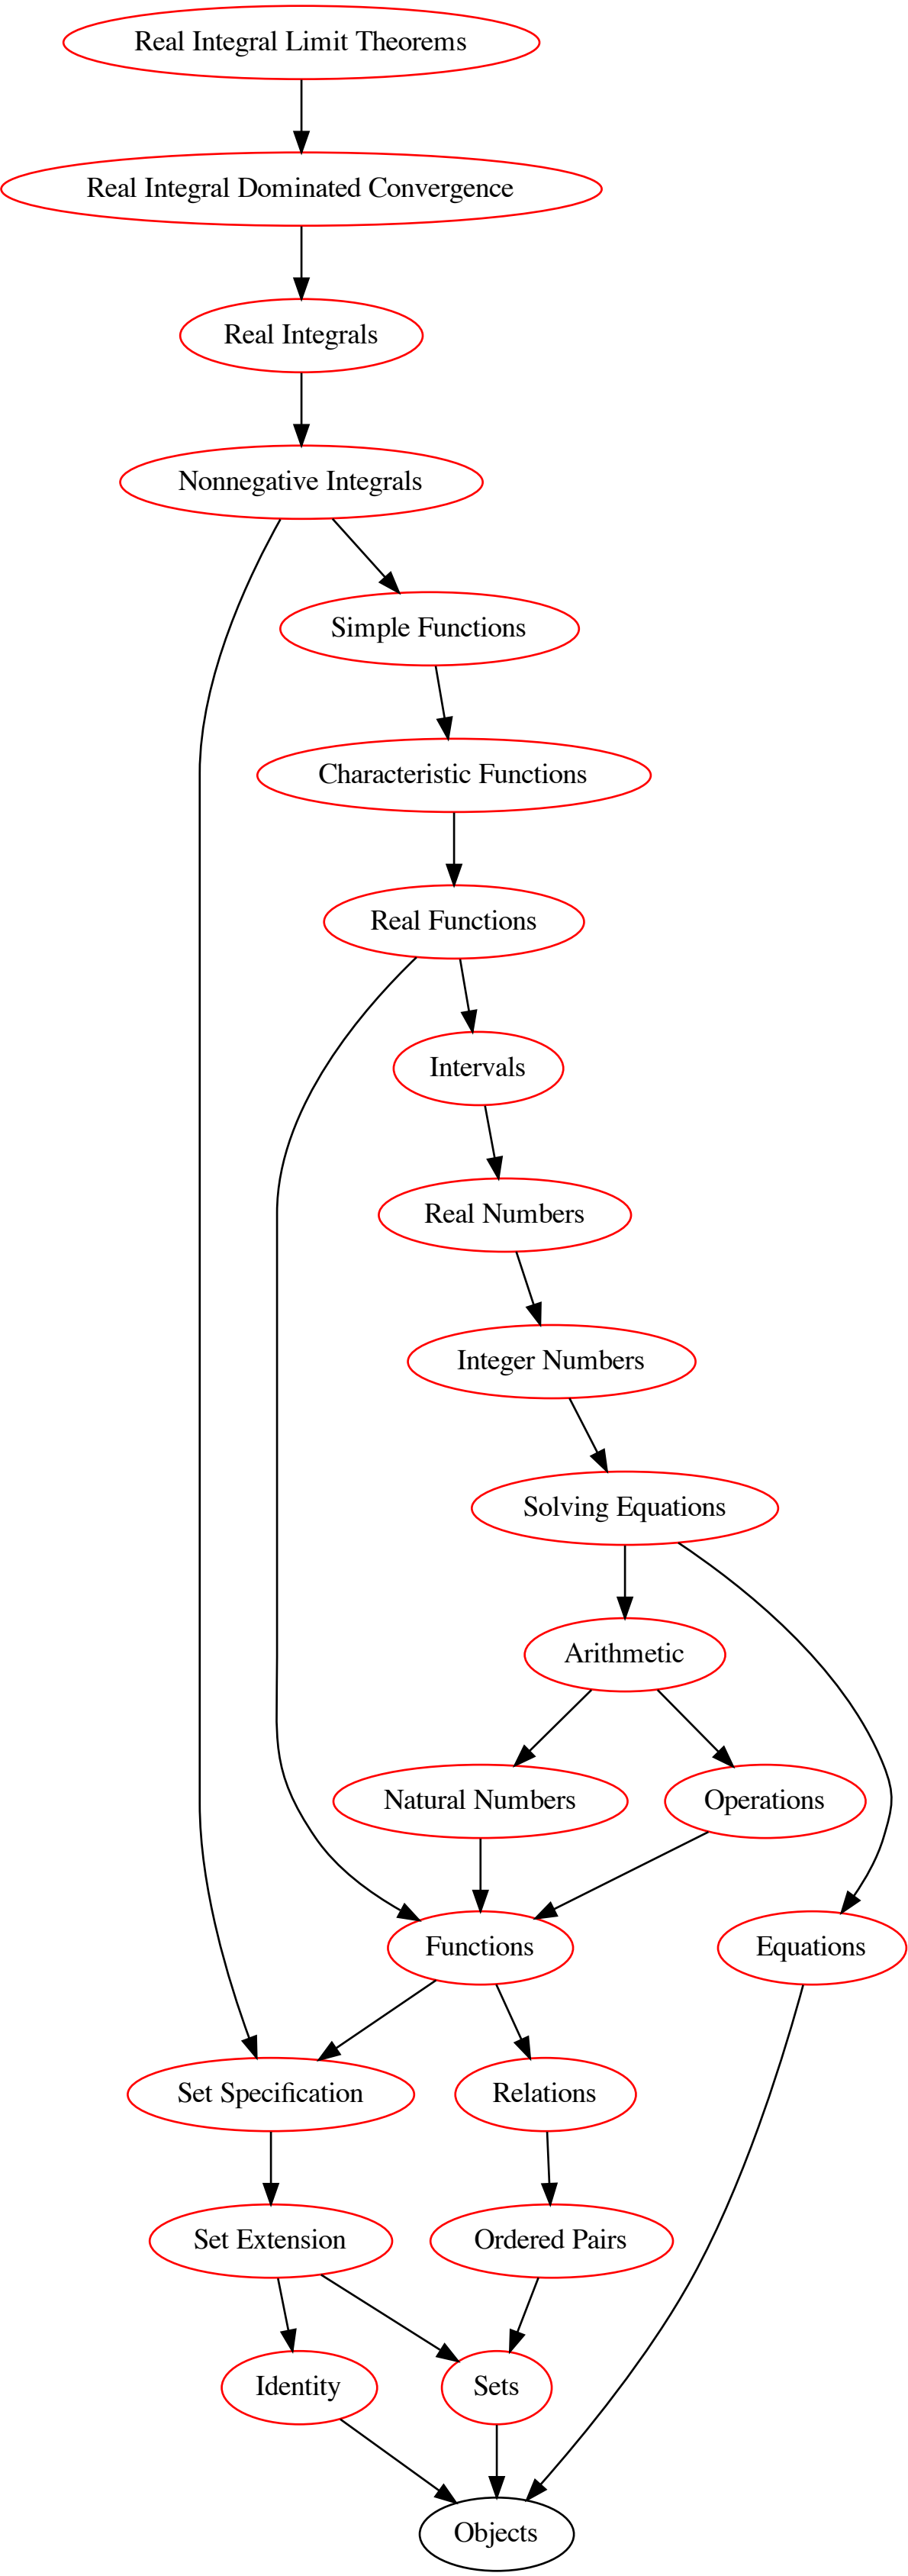 Real Integral Limit Theorems
Real Integral Dominated Convergence
Real Integrals
Nonnegative Integrals
Simple Functions
Characteristic Functions
Real Functions
Intervals
Real Numbers
Integer Numbers
Solving Equations
Arithmetic
Natural Numbers
Operations
Functions
Equations
Set Specification
Relations
Set Extension
Ordered Pairs
Identity
Sets
Objects